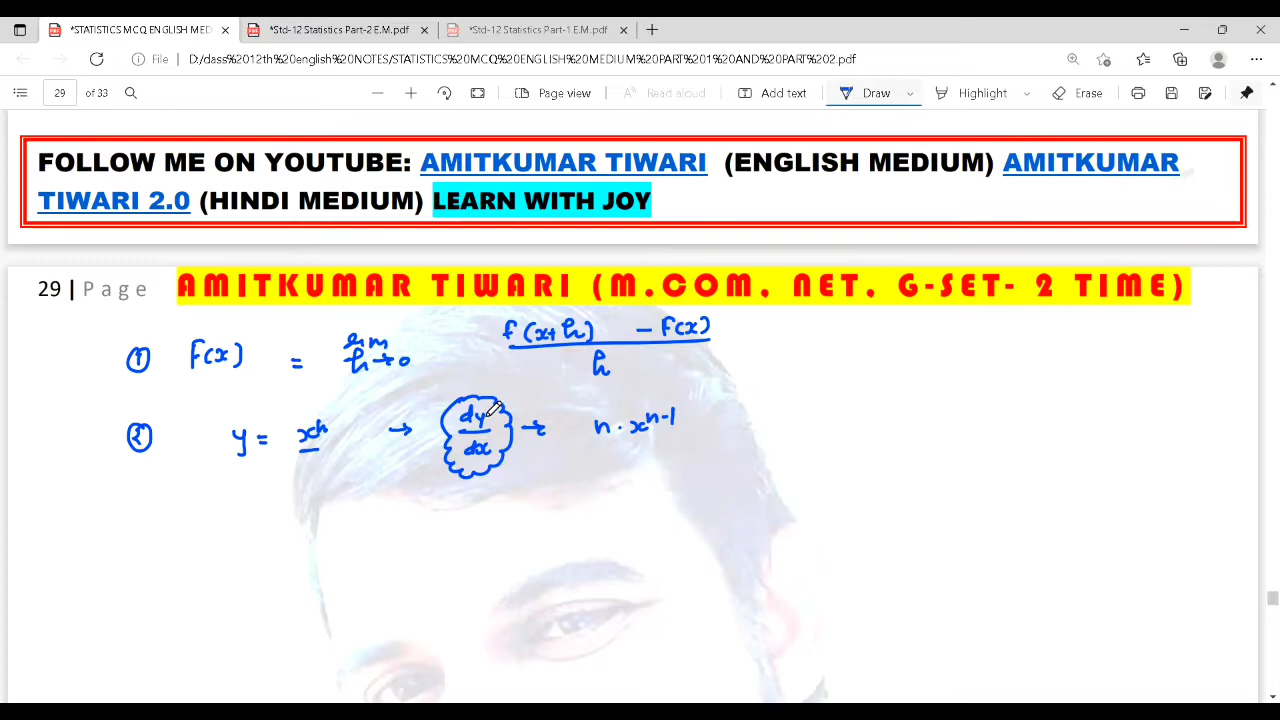 *STATISTICS MCQ ENGLISH MED
*Std-12 Statistics Part-2 E.M.pdf
*Std-12 Statistics Part-1 E.M.pdf
File
D:/class%2012th%20english%20NOTES/STATISTICS%20MCQ%20ENGLISH%20MEDIUM%20PART%201%20AND%20PART%202.pdf
29 of 33
Page view
Read aloud
Add text
Draw
Highlight
Erase
FOLLOW ME ON YOUTUBE: AMITKUMAR TIWARI (ENGLISH MEDIUM) AMITKUMAR
TIWARI 2.0 (HINDI MEDIUM) LEARN WITH JOY
29 | Page AMITKUMAR TIWARI (M.COM, NET, G-SET- 2 TIME)
① f(x) = lim h→0 f(x+h) - f(x) / h
② y = xⁿ → dy/dx → n · xⁿ⁻¹